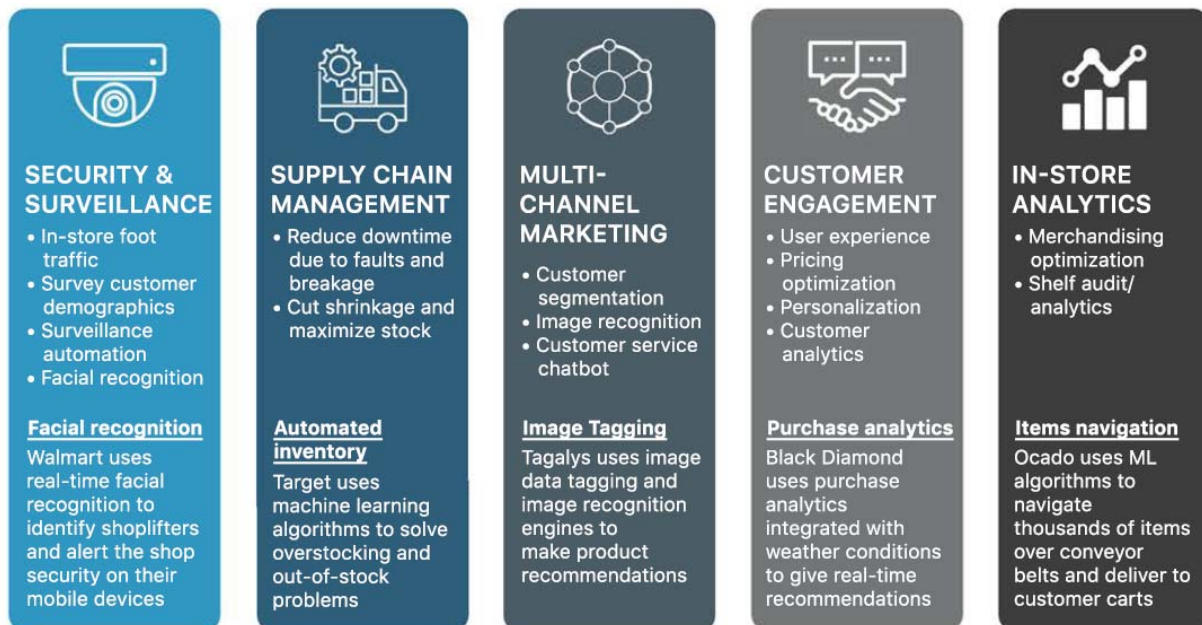 SECURITY &
SURVEILLANCE
• In-store foot
traffic
• Survey customer
demographics
• Surveillance
automation
• Facial recognition
Facial recognition
Walmart uses
real-time facial
recognition to
identify shoplifters
and alert the shop
security on their
mobile devices
SUPPLY CHAIN
MANAGEMENT
• Reduce downtime
due to faults and
breakage
• Cut shrinkage and
maximize stock
Automated
inventory
Target uses
machine learning
algorithms to solve
overstocking and
out-of-stock
problems
MULTI-
CHANNEL
MARKETING
• Customer
segmentation
• Image recognition
• Customer service
chatbot
Image Tagging
Tagalys uses image
data tagging and
image recognition
engines to
make product
recommendations
CUSTOMER
ENGAGEMENT
• User experience
• Pricing
optimization
• Personalization
• Customer
analytics
Purchase analytics
Black Diamond
uses purchase
analytics
integrated with
weather conditions
to give real-time
recommendations
IN-STORE
ANALYTICS
• Merchandising
optimization
• Shelf audit/
analytics
Items navigation
Ocado uses ML
algorithms to
navigate
thousands of items
over conveyor
belts and deliver to
customer carts